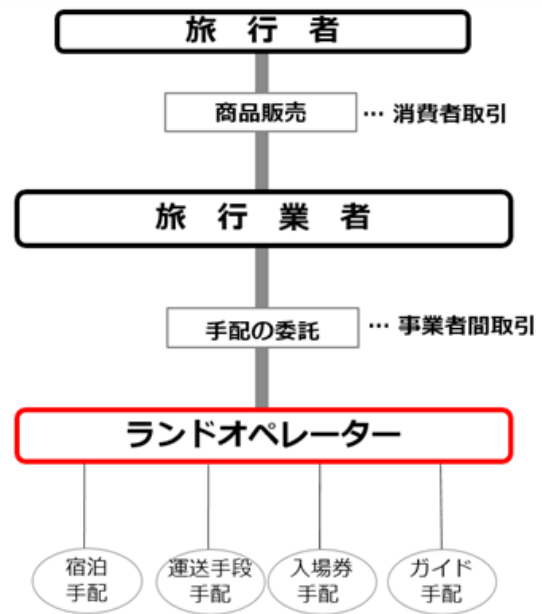 旅 行 者
商品販売 … 消費者取引
旅 行 業 者
手配の委託 … 事業者間取引
ランドオペレーター
宿泊
手配
運送手段
手配
入場券
手配
ガイド
手配